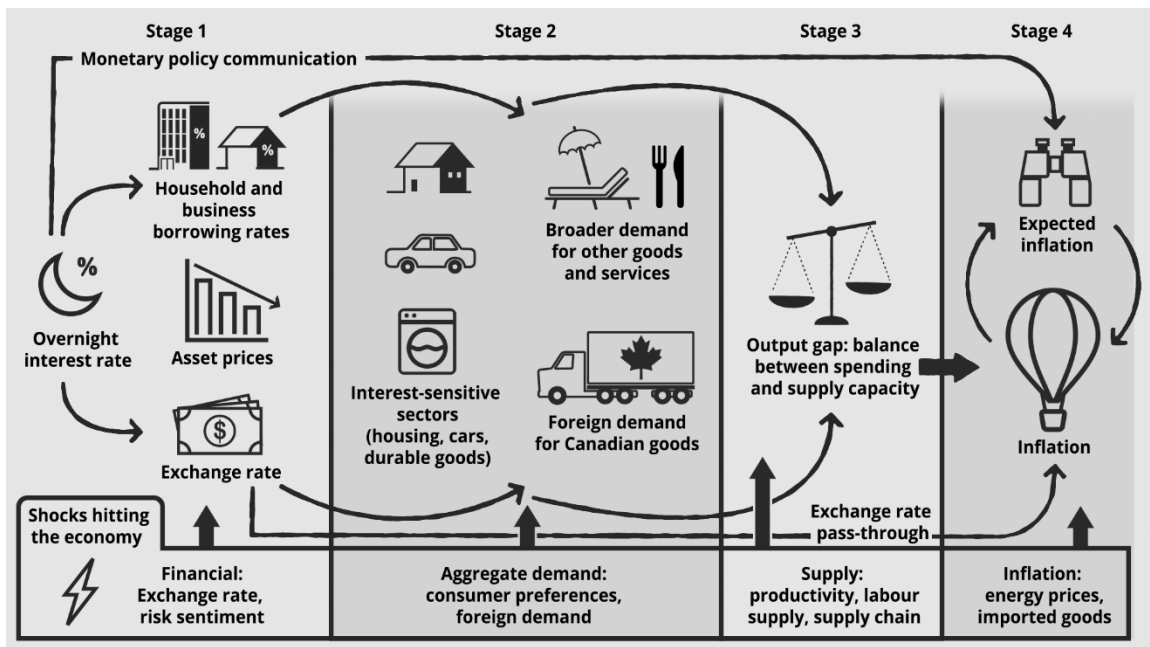 Stage 1
Stage 2
Stage 3
Stage 4
Monetary policy communication
%
%
Household and
business
borrowing rates
%
Overnight
interest rate
Asset prices
$
Exchange rate
Interest-sensitive
sectors
(housing, cars,
durable goods)
Broader demand
for other goods
and services
Foreign demand
for Canadian goods
Output gap: balance
between spending
and supply capacity
Expected
inflation
Inflation
Exchange rate
pass-through
Shocks hitting
the economy
Financial:
Exchange rate,
risk sentiment
Aggregate demand:
consumer preferences,
foreign demand
Supply:
productivity, labour
supply, supply chain
Inflation:
energy prices,
imported goods